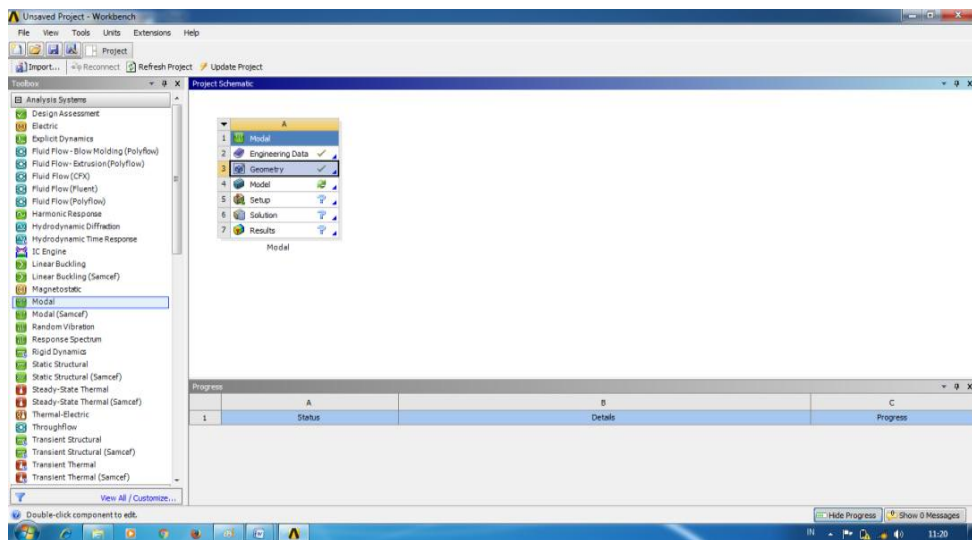 Unsaved Project - Workbench
File View Tools Units Extensions Help
Project
Import... Reconnect Refresh Project Update Project
Toolbox
Analysis Systems
Design Assessment
Electric
Explicit Dynamics
Fluid Flow - Blow Molding (Polyflow)
Fluid Flow - Extrusion (Polyflow)
Fluid Flow (CFX)
Fluid Flow (Fluent)
Fluid Flow (Polyflow)
Harmonic Response
Hydrodynamic Diffraction
Hydrodynamic Time Response
IC Engine
Linear Buckling
Linear Buckling (Samcef)
Magnetostatic
Modal
Modal (Samcef)
Random Vibration
Response Spectrum
Rigid Dynamics
Static Structural
Static Structural (Samcef)
Steady-State Thermal
Steady-State Thermal (Samcef)
Thermal-Electric
Throughflow
Transient Structural
Transient Structural (Samcef)
Transient Thermal
Transient Thermal (Samcef)
View All / Customize...
Project Schematic
A
1 Modal
2 Engineering Data
3 Geometry
4 Model
5 Setup
6 Solution
7 Results
Modal
Progress
A B C
1 Status Details Progress
Double-click component to edit.
Hide Progress Show 0 Messages
IN 11:20